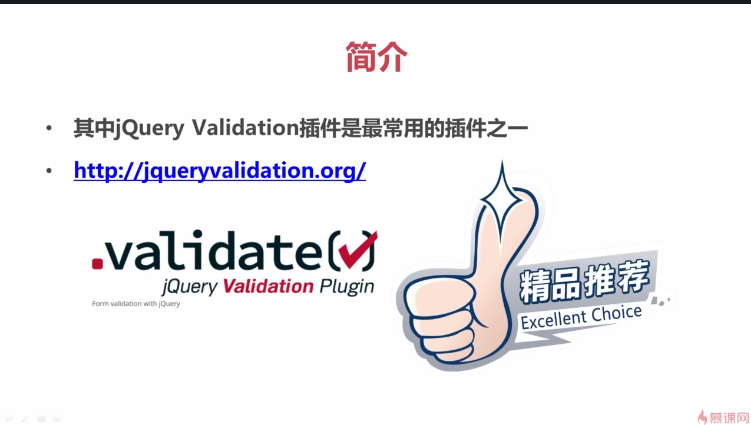 简介
• 其中jQuery Validation插件是最常用的插件之一
• http://jqueryvalidation.org/
.validate(✓)
jQuery Validation Plugin
Form validation with jQuery
精品推荐
Excellent Choice
慕课网